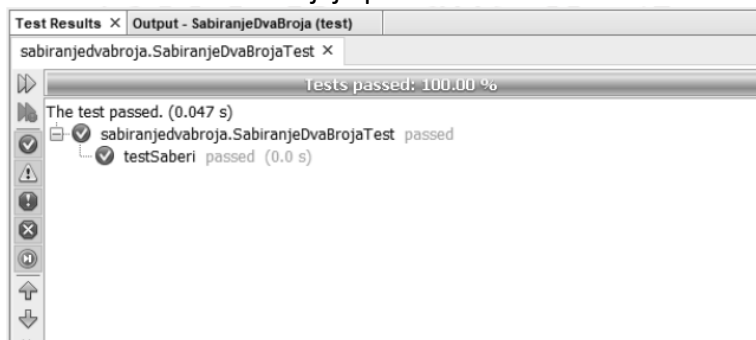 Test Results × Output - SabiranjeDvaBroja (test)
sabiranjedvabroja.SabiranjeDvaBrojaTest ×
Tests passed: 100.00 %
The test passed. (0.047 s)
sabiranjedvabroja.SabiranjeDvaBrojaTest passed
testSaberi passed (0.0 s)